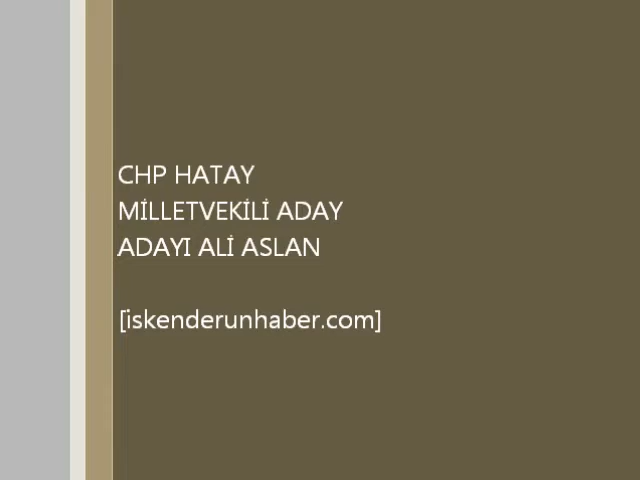 CHP HATAY
MİLLETVEKİLİ ADAY
ADAYI ALİ ASLAN
[iskenderunhaber.com]